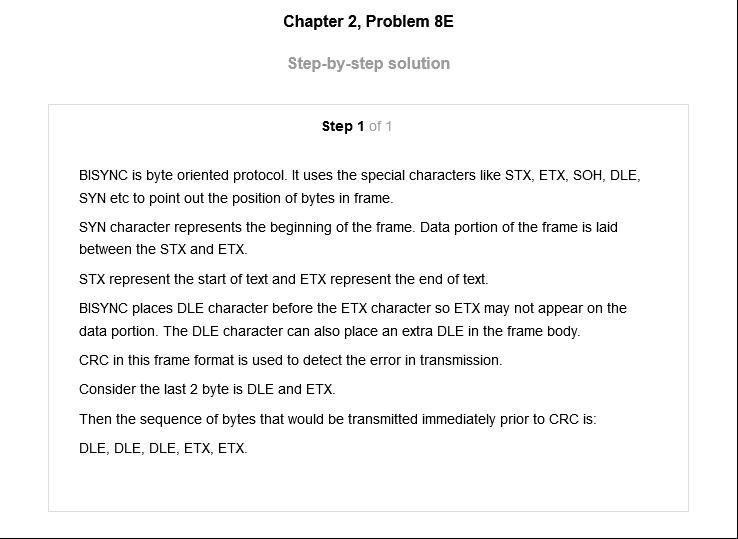 Chapter 2, Problem 8E
Step-by-step solution
Step 1 of 1
BISYNC is byte oriented protocol. It uses the special characters like STX, ETX, SOH, DLE,
SYN etc to point out the position of bytes in frame.
SYN character represents the beginning of the frame. Data portion of the frame is laid
between the STX and ETX.
STX represent the start of text and ETX represent the end of text.
BISYNC places DLE character before the ETX character so ETX may not appear on the
data portion. The DLE character can also place an extra DLE in the frame body.
CRC in this frame format is used to detect the error in transmission.
Consider the last 2 byte is DLE and ETX.
Then the sequence of bytes that would be transmitted immediately prior to CRC is:
DLE, DLE, DLE, ETX, ETX.